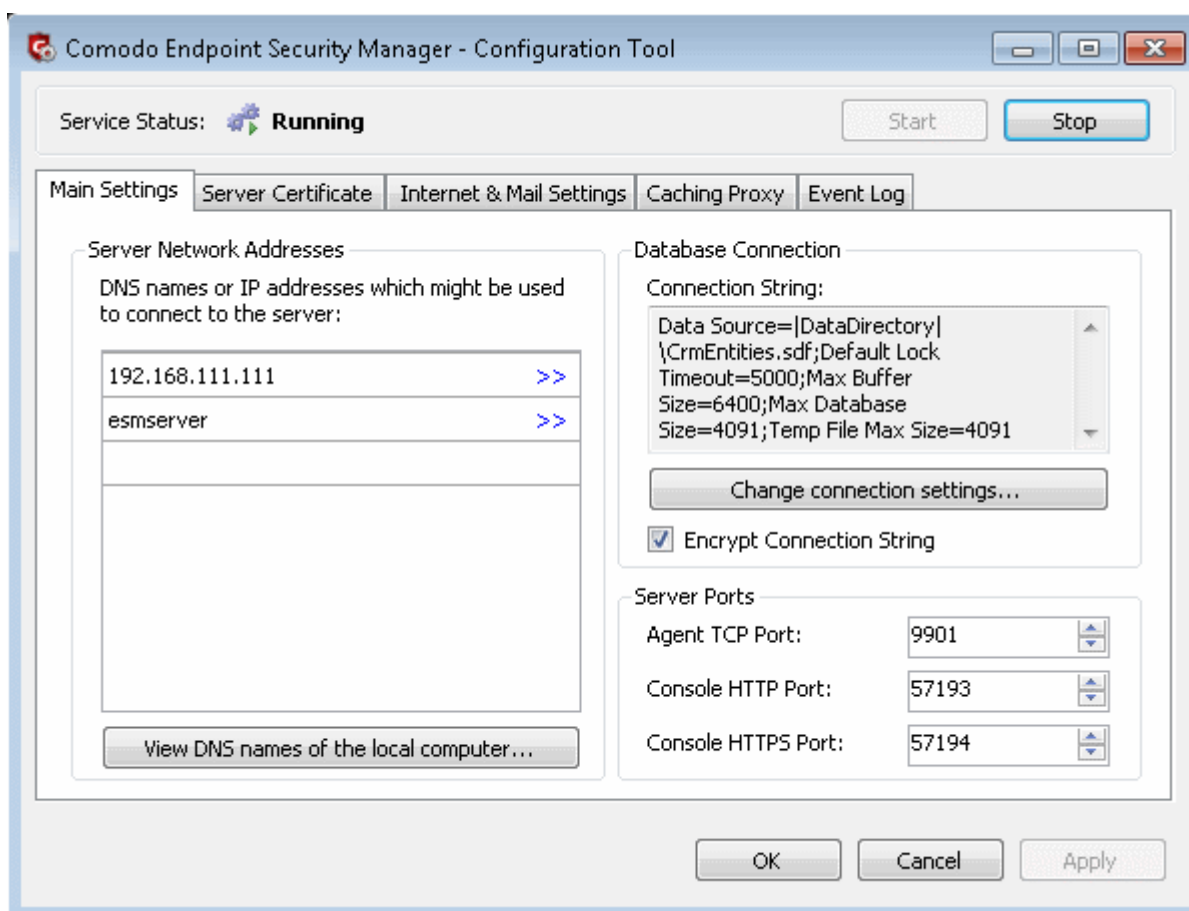 Comodo Endpoint Security Manager - Configuration Tool
Service Status: Running
Start
Stop
Main Settings
Server Certificate
Internet & Mail Settings
Caching Proxy
Event Log
Server Network Addresses
DNS names or IP addresses which might be used
to connect to the server:
192.168.111.111 >>
esmserver >>
View DNS names of the local computer...
Database Connection
Connection String:
Data Source=|DataDirectory|
\CrmEntities.sdf;Default Lock
Timeout=5000;Max Buffer
Size=6400;Max Database
Size=4091;Temp File Max Size=4091
Change connection settings...
Encrypt Connection String
Server Ports
Agent TCP Port: 9901
Console HTTP Port: 57193
Console HTTPS Port: 57194
OK
Cancel
Apply